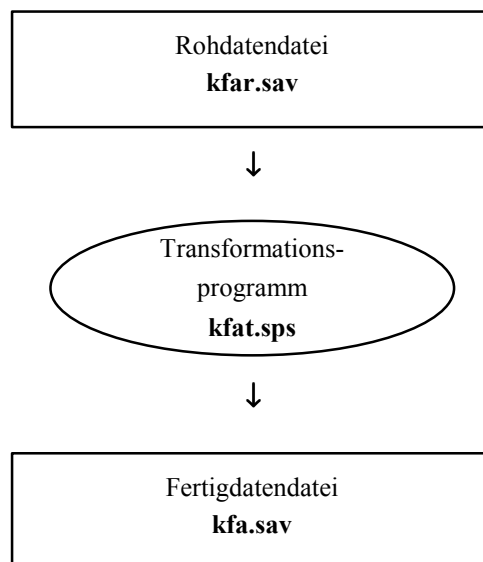 Rohdatendatei
kfar.sav
↓
Transformations-
programm
kfat.sps
↓
Fertigdatendatei
kfa.sav